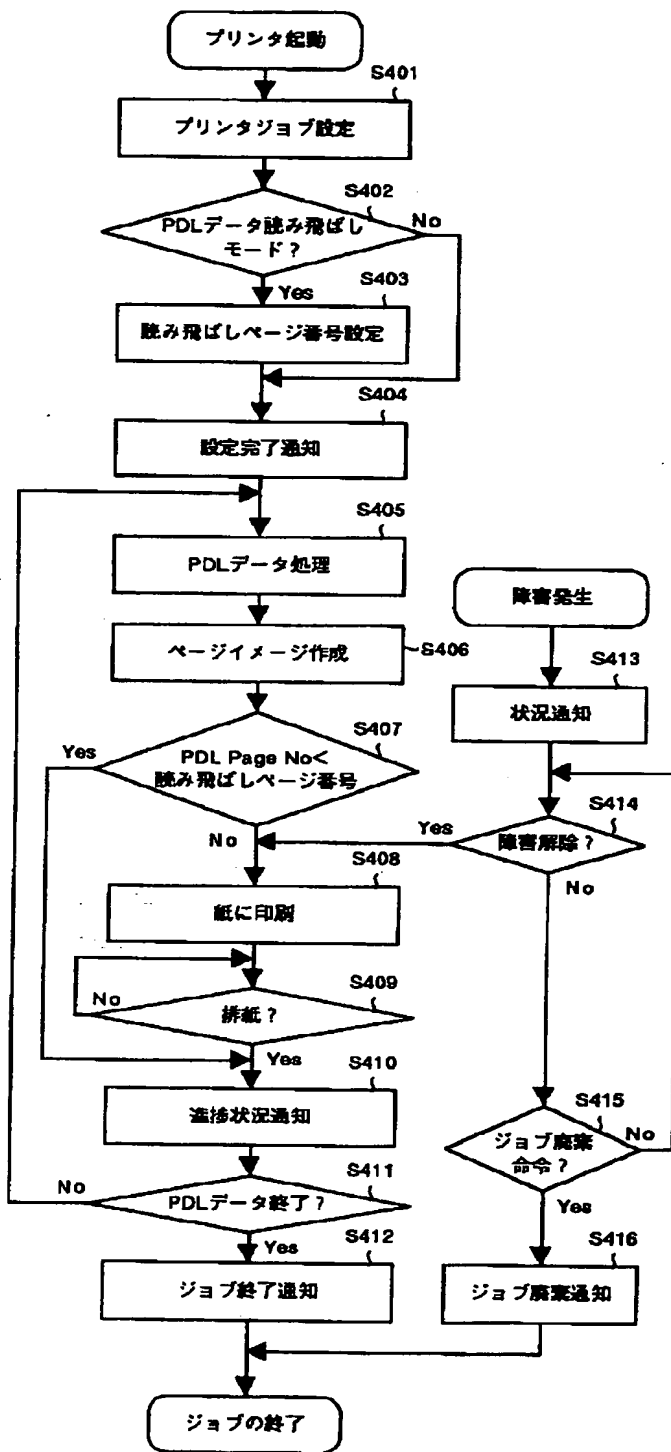 プリンタ起動
S401
プリンタジョブ設定
S402
PDLデータ読み飛ばし
モード?
No
Yes
S403
読み飛ばしページ番号設定
S404
設定完了通知
S405
PDLデータ処理
ページイメージ作成
S406
S407
Yes
PDL Page No<
読み飛ばしページ番号
No
S408
紙に印刷
S409
No
排紙?
Yes
S410
進捗状況通知
S411
No
PDLデータ終了?
Yes
S412
ジョブ終了通知
ジョブの終了
障害発生
S413
状況通知
S414
Yes
障害解除?
No
S415
ジョブ廃棄
命令?
No
Yes
S416
ジョブ廃棄通知